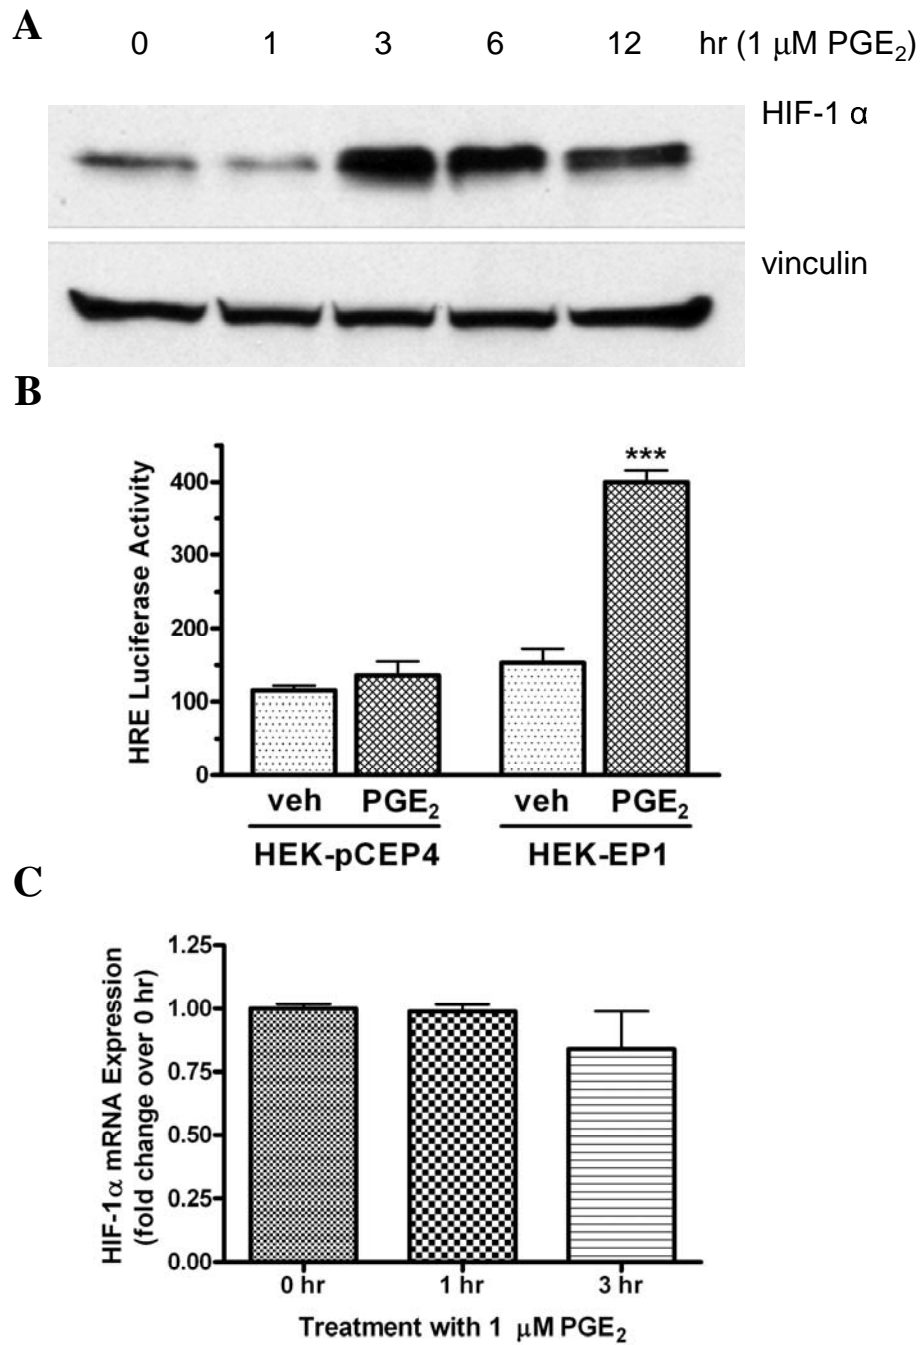 A
0 1 3 6 12 hr (1 μM PGE₂)
HIF-1 α
vinculin
B
HRE Luciferase Activity
400
300
200
100
0
***
veh PGE₂ veh PGE₂
HEK-pCEP4 HEK-EP1
C
HIF-1α mRNA Expression
(fold change over 0 hr)
1.25
1.00
0.75
0.50
0.25
0.00
0 hr 1 hr 3 hr
Treatment with 1 μM PGE₂